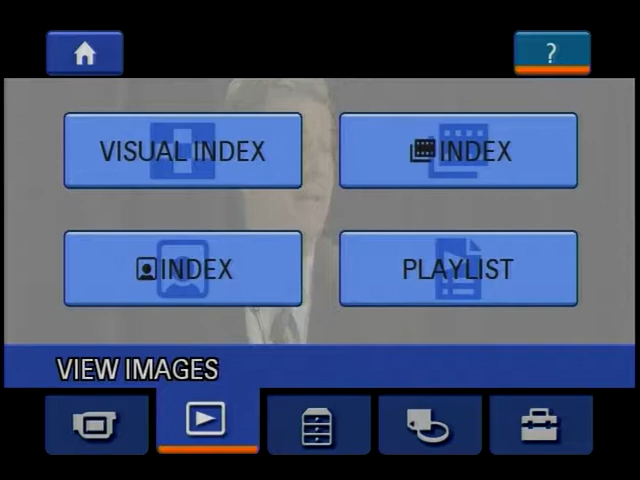 ?
VISUAL INDEX
INDEX
INDEX
PLAYLIST
VIEW IMAGES